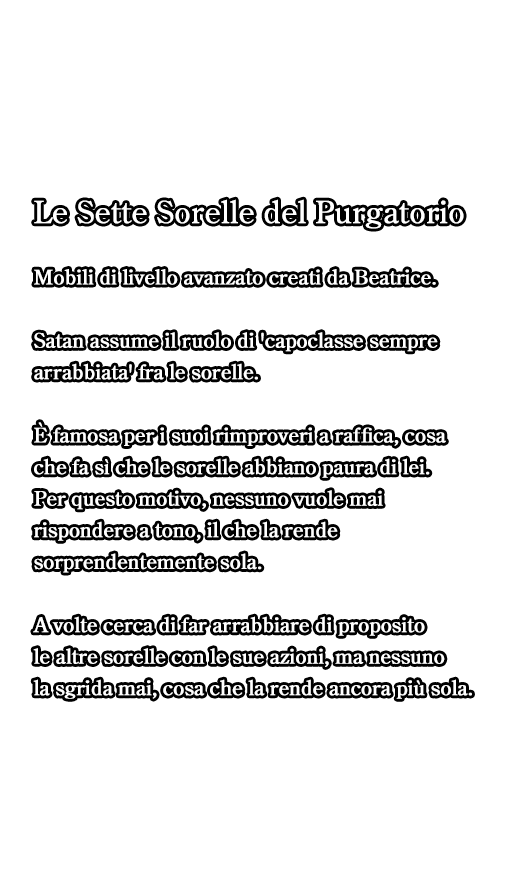 Le Sette Sorelle del Purgatorio
Mobili di livello avanzato creati da Beatrice.
Satan assume il ruolo di 'capoclasse sempre
arrabbiata' fra le sorelle.
È famosa per i suoi rimproveri a raffica, cosa
che fa sì che le sorelle abbiano paura di lei.
Per questo motivo, nessuno vuole mai
rispondere a tono, il che la rende
sorprendentemente sola.
A volte cerca di far arrabbiare di proposito
le altre sorelle con le sue azioni, ma nessuno
la sgrida mai, cosa che la rende ancora più sola.